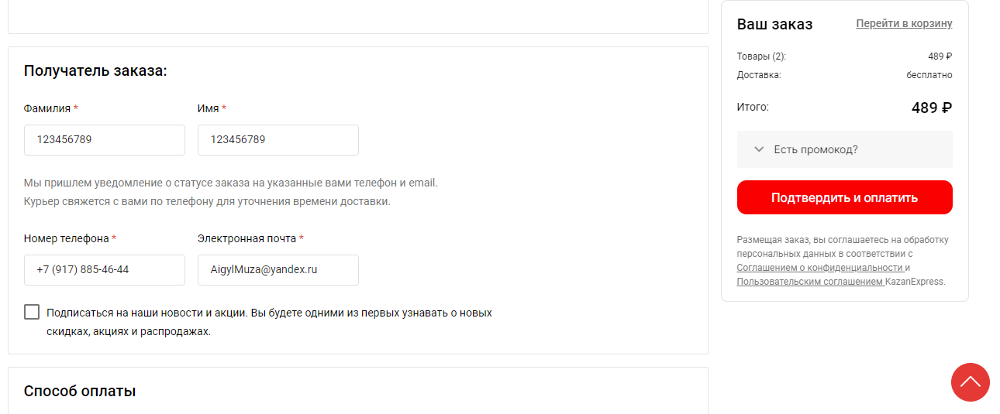 Получатель заказа:
Фамилия * Имя *
123456789 123456789
Мы пришлем уведомление о статусе заказа на указанные вами телефон и email.
Курьер свяжется с вами по телефону для уточнения времени доставки.
Номер телефона * Электронная почта *
+7 (917) 885-46-44 AigylMuza@yandex.ru
Подписаться на наши новости и акции. Вы будете одними из первых узнавать о новых
скидках, акциях и распродажах.
Способ оплаты
Ваш заказ Перейти в корзину
Товары (2): 489 ₽
Доставка: бесплатно
Итого: 489 ₽
Есть промокод?
Подтвердить и оплатить
Размещая заказ, вы соглашаетесь на обработку
персональных данных в соответствии с
Соглашением о конфиденциальности и
Пользовательским соглашением KazanExpress.